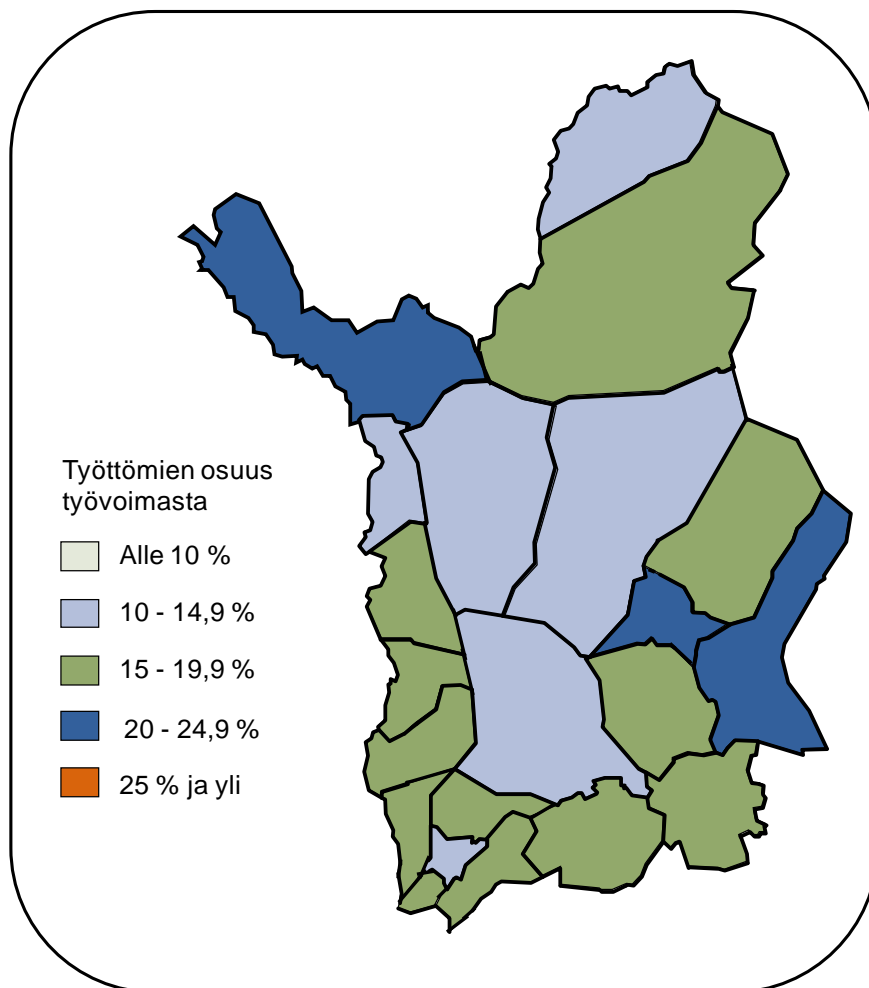 Työttömien osuus
työvoimasta
Alle 10 %
10 - 14,9 %
15 - 19,9 %
20 - 24,9 %
25 % ja yli